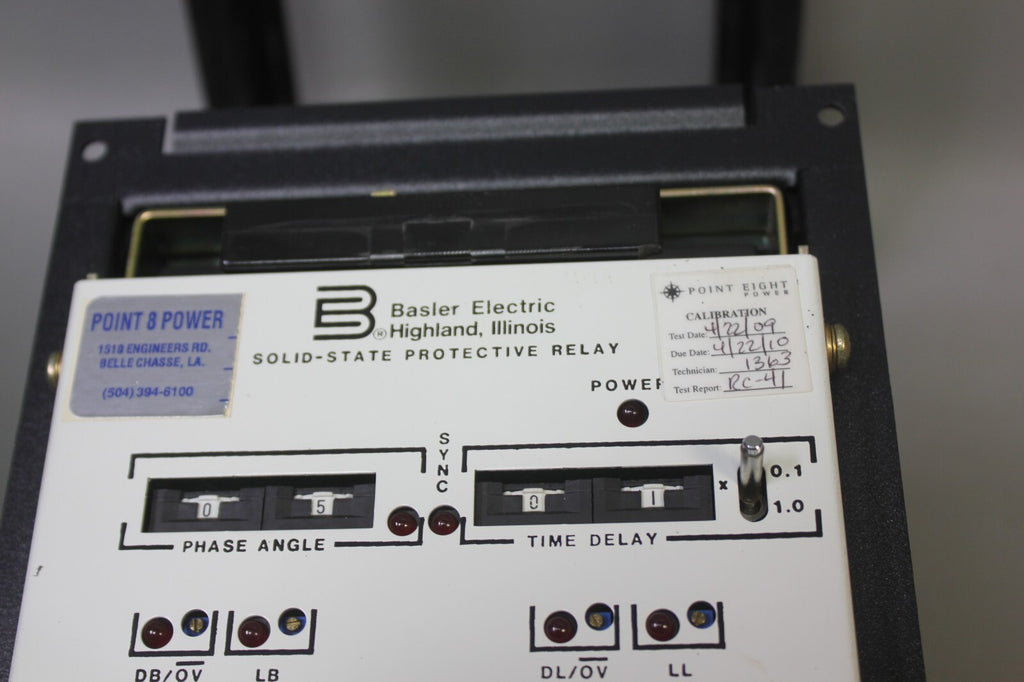 POINT 8 POWER
1510 ENGINEERS RD.
BELLE CHASSE, LA.
(504) 394-6100
B ® Basler Electric
Highland, Illinois
SOLID-STATE PROTECTIVE RELAY
POINT EIGHT
POWER
CALIBRATION
Test Date: 4/22/09
Due Date: 4/22/10
Technician: 1363
Test Report: RC-41
POWER
SYNC
0 5
PHASE ANGLE
0 1
TIME DELAY
x 0.1
1.0
DB/O̅V̅
LB
DL/O̅V̅
LL